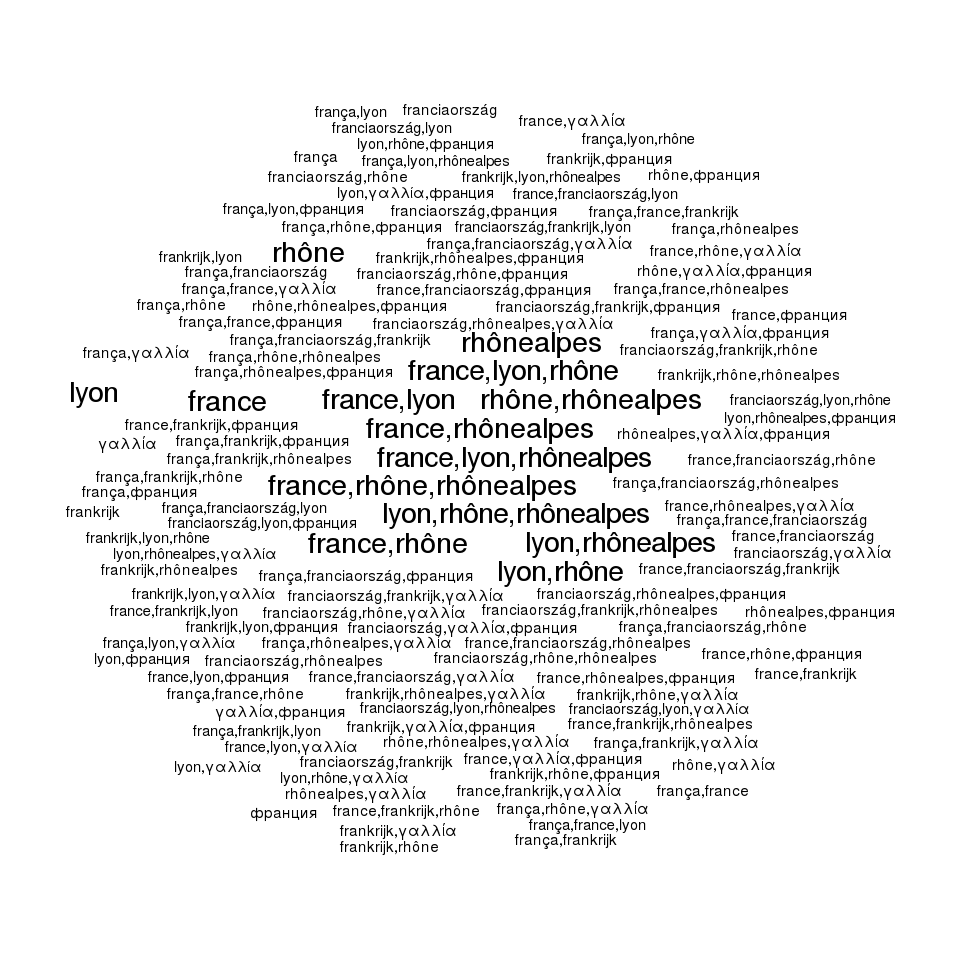 frança,lyon franciaország
france,γαλλία
franciaország,lyon
lyon,rhône,франция
frança,lyon,rhône
frança frança,lyon,rhônealpes frankrijk,франция
franciaország,rhône frankrijk,lyon,rhônealpes rhône,франция
lyon,γαλλία,франция france,franciaország,lyon
frança,lyon,франция franciaország,франция frança,france,frankrijk
frança,rhône,франция franciaország,frankrijk,lyon frança,rhônealpes
frança,franciaország,γαλλία
rhône france,rhône,γαλλία
frankrijk,lyon frankrijk,rhônealpes,франция
frança,franciaország franciaország,rhône,франция rhône,γαλλία,франция
frança,france,γαλλία france,franciaország,франция frança,france,rhônealpes
frança,rhône rhône,rhônealpes,франция franciaország,frankrijk,франция
france,франция
frança,france,франция franciaország,rhônealpes,γαλλία
frança,γαλλία,франция
frança,franciaország,frankrijk rhônealpes
frança,γαλλία frança,rhône,rhônealpes franciaország,frankrijk,rhône
frança,rhônealpes,франция france,lyon,rhône frankrijk,rhône,rhônealpes
lyon france france,lyon rhône,rhônealpes franciaország,lyon,rhône
lyon,rhônealpes,франция
france,frankrijk,франция france,rhônealpes rhônealpes,γαλλία,франция
γαλλία frança,frankrijk,франция
frança,frankrijk,rhônealpes france,lyon,rhônealpes france,franciaország,rhône
frança,frankrijk,rhône
frança,франция france,rhône,rhônealpes frança,franciaország,rhônealpes
frankrijk frança,franciaország,lyon lyon,rhône,rhônealpes france,rhônealpes,γαλλία
franciaország,lyon,франция frança,france,franciaország
frankrijk,lyon,rhône france,rhône lyon,rhônealpes france,franciaország
lyon,rhônealpes,γαλλία franciaország,γαλλία
frankrijk,rhônealpes frança,franciaország,франция lyon,rhône france,franciaország,frankrijk
frankrijk,lyon,γαλλία franciaország,frankrijk,γαλλία franciaország,rhônealpes,франция
france,frankrijk,lyon franciaország,rhône,γαλλία franciaország,frankrijk,rhônealpes rhônealpes,франция
frankrijk,lyon,франция franciaország,γαλλία,франция frança,franciaország,rhône
frança,lyon,γαλλία frança,rhônealpes,γαλλία france,franciaország,rhônealpes
lyon,франция franciaország,rhônealpes franciaország,rhône,rhônealpes france,rhône,франция
france,lyon,франция france,franciaország,γαλλία france,rhônealpes,франция france,frankrijk
frança,france,rhône frankrijk,rhônealpes,γαλλία frankrijk,rhône,γαλλία
γαλλία,франция franciaország,lyon,rhônealpes franciaország,lyon,γαλλία
frança,frankrijk,lyon frankrijk,γαλλία,франция france,frankrijk,rhônealpes
france,lyon,γαλλία rhône,rhônealpes,γαλλία frança,frankrijk,γαλλία
lyon,γαλλία franciaország,frankrijk france,γαλλία,франция rhône,γαλλία
lyon,rhône,γαλλία frankrijk,rhône,франция
rhônealpes,γαλλία france,frankrijk,γαλλία frança,france
франция france,frankrijk,rhône frança,rhône,γαλλία
frankrijk,γαλλία frança,france,lyon
frankrijk,rhône frança,frankrijk